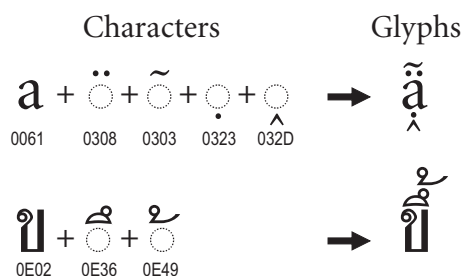 Characters Glyphs
a + ◌̈ + ◌̃ + ◌̣ + ◌̭ → ạ̭̈̃
0061 0308 0303 0323 032D
ข + ◌ึ + ◌้ → ขึ้
0E02 0E36 0E49